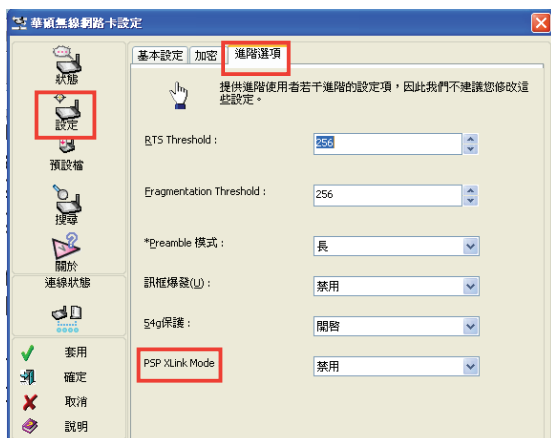 華碩無線網路卡設定
狀態
設定
預設檔
搜尋
關於
連線狀態
套用
確定
取消
說明
基本設定 加密 進階選項
提供進階使用者若干進階的設定項，因此我們不建議您修改這
些設定。
RTS Threshold : 256
Fragmentation Threshold : 256
*Preamble 模式 : 長
訊框爆發(U) : 禁用
54g保護 : 開啓
PSP XLink Mode 禁用